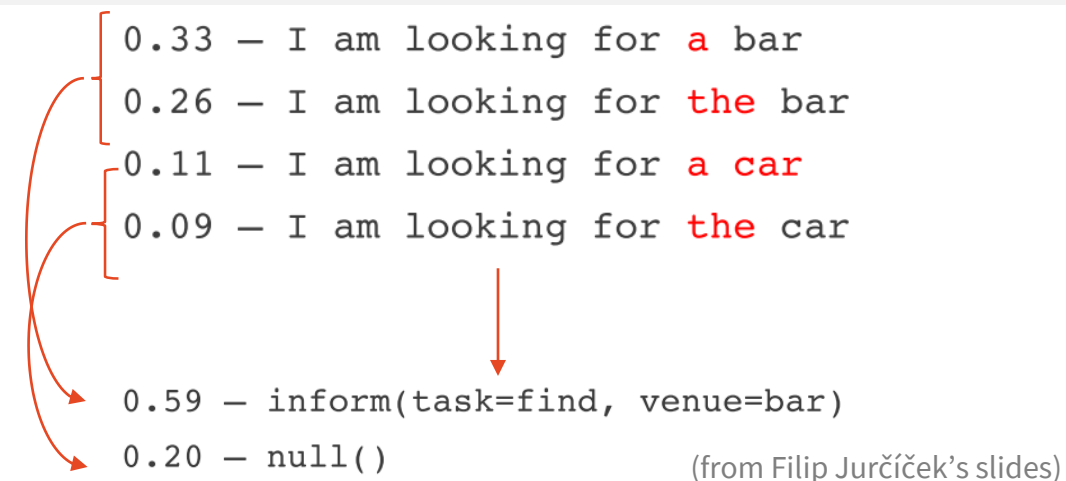 0.33 – I am looking for a bar
0.26 – I am looking for the bar
0.11 – I am looking for a car
0.09 – I am looking for the car
0.59 – inform(task=find, venue=bar)
0.20 – null()
(from Filip Jurčíček’s slides)